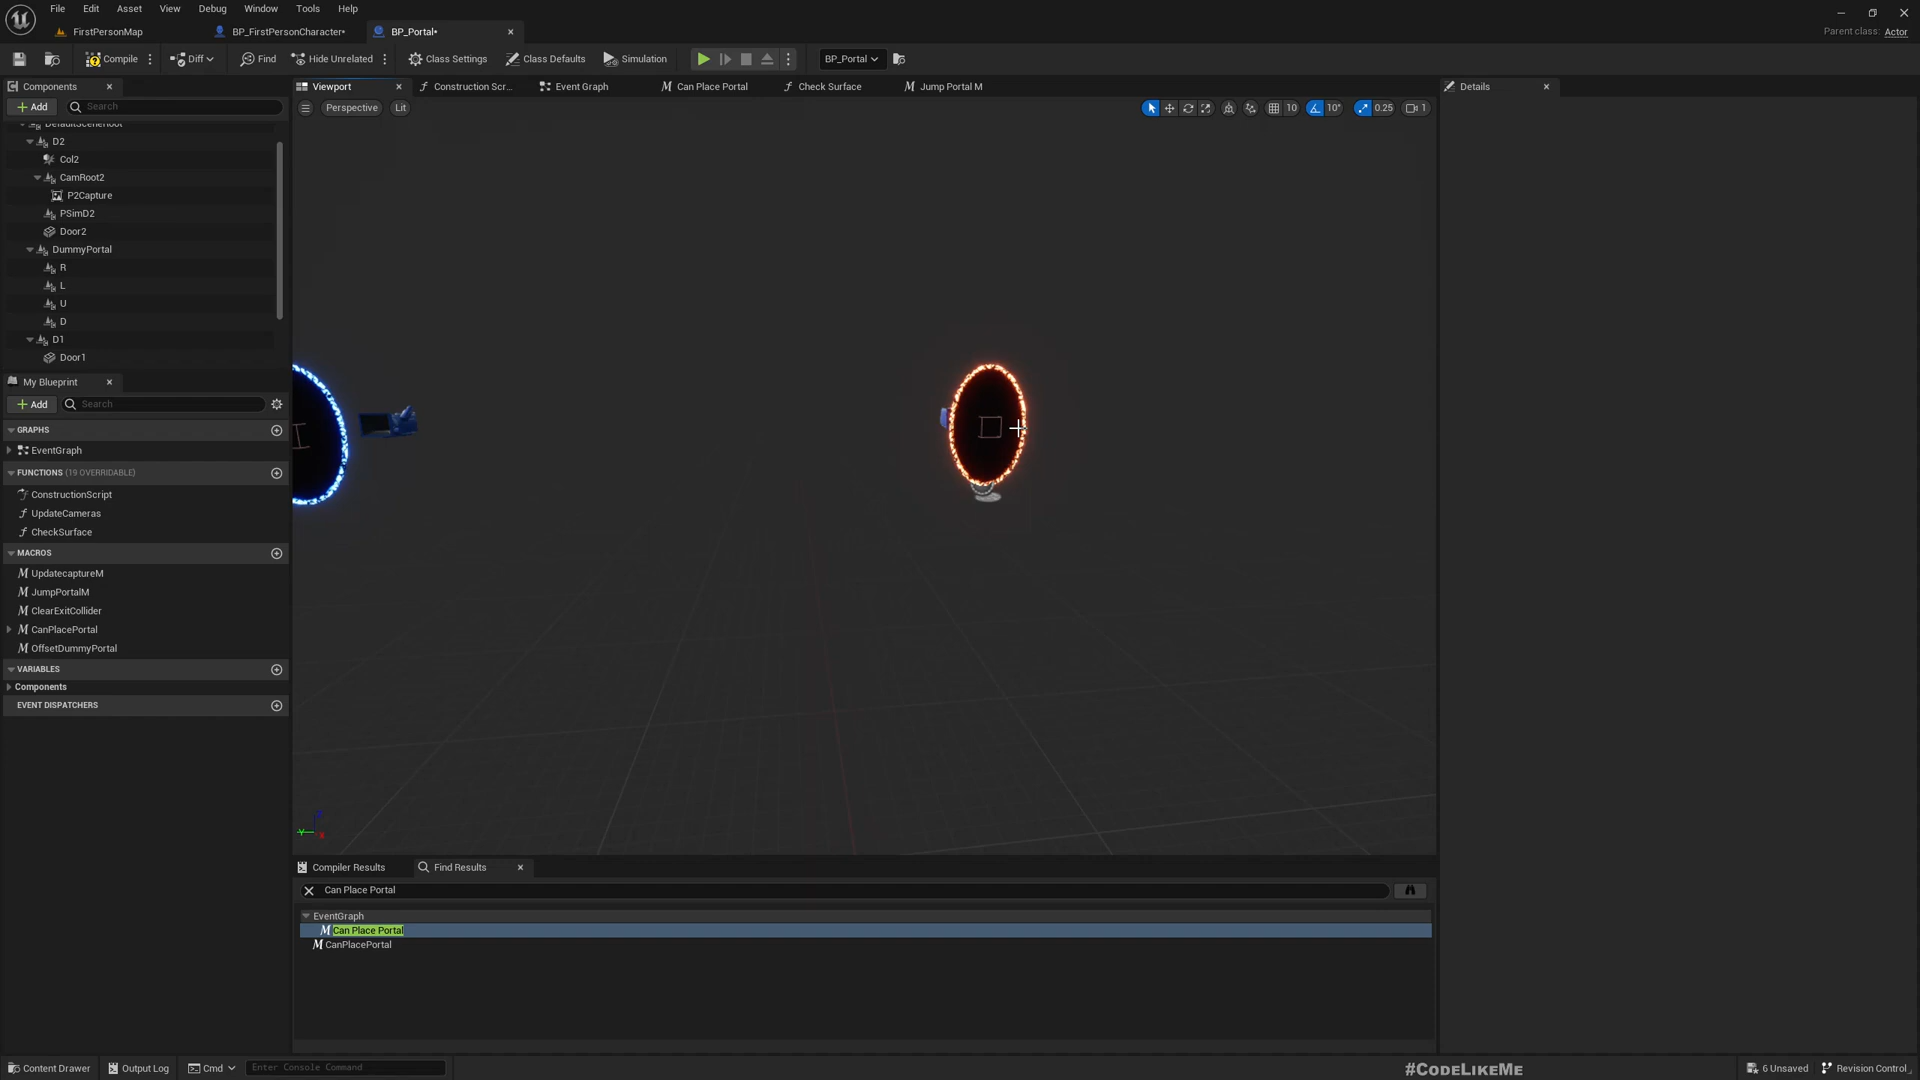 File Edit Asset View Window Tools Help
FirstPersonMap
BP_FirstPersonCharacter*
BP_Portal*
Parent class: Actor
Compile
Diff
Find
Hide Unrelated
Class Settings
Class Defaults
Simulation
BP_Portal
Components
Viewport
Construction Scr...
Event Graph
Can Place Portal
Check Surface
Jump Portal M
Details
Add
Search
Perspective
Lit
10
10°
0.25
1
DefaultSceneRoot
D2
Col2
CamRoot2
P2Capture
PSimD2
Door2
DummyPortal
R
L
U
D
D1
Door1
My Blueprint
Add
Search
GRAPHS
EventGraph
FUNCTIONS (19 OVERRIDABLE)
ConstructionScript
UpdateCameras
CheckSurface
MACROS
UpdatecaptureM
JumpPortalM
ClearExitCollider
CanPlacePortal
OffsetDummyPortal
VARIABLES
Components
EVENT DISPATCHERS
Compiler Results
Find Results
Can Place Portal
EventGraph
Can Place Portal
CanPlacePortal
Content Drawer
Output Log
Cmd
Enter Console Command
#CodeLikeMe
6 Unsaved
Revision Control